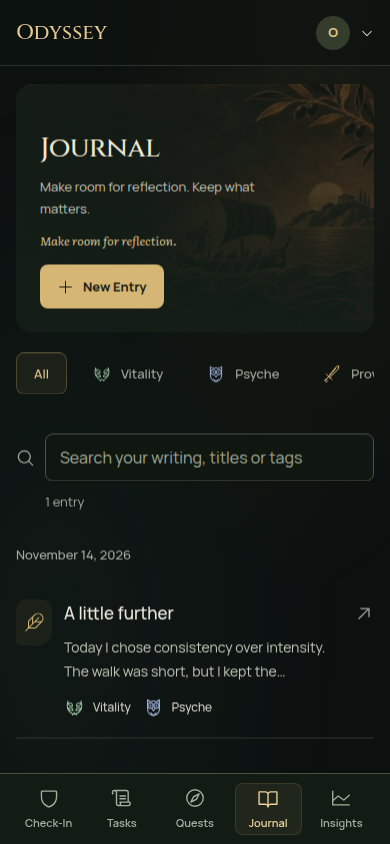 ODYSSEY
O
JOURNAL
Make room for reflection. Keep what
matters.
Make room for reflection.
New Entry
All
Vitality
Psyche
Prov
Search your writing, titles or tags
1 entry
November 14, 2026
A little further
Today I chose consistency over intensity.
The walk was short, but I kept the…
Vitality
Psyche
Check-In
Tasks
Quests
Journal
Insights